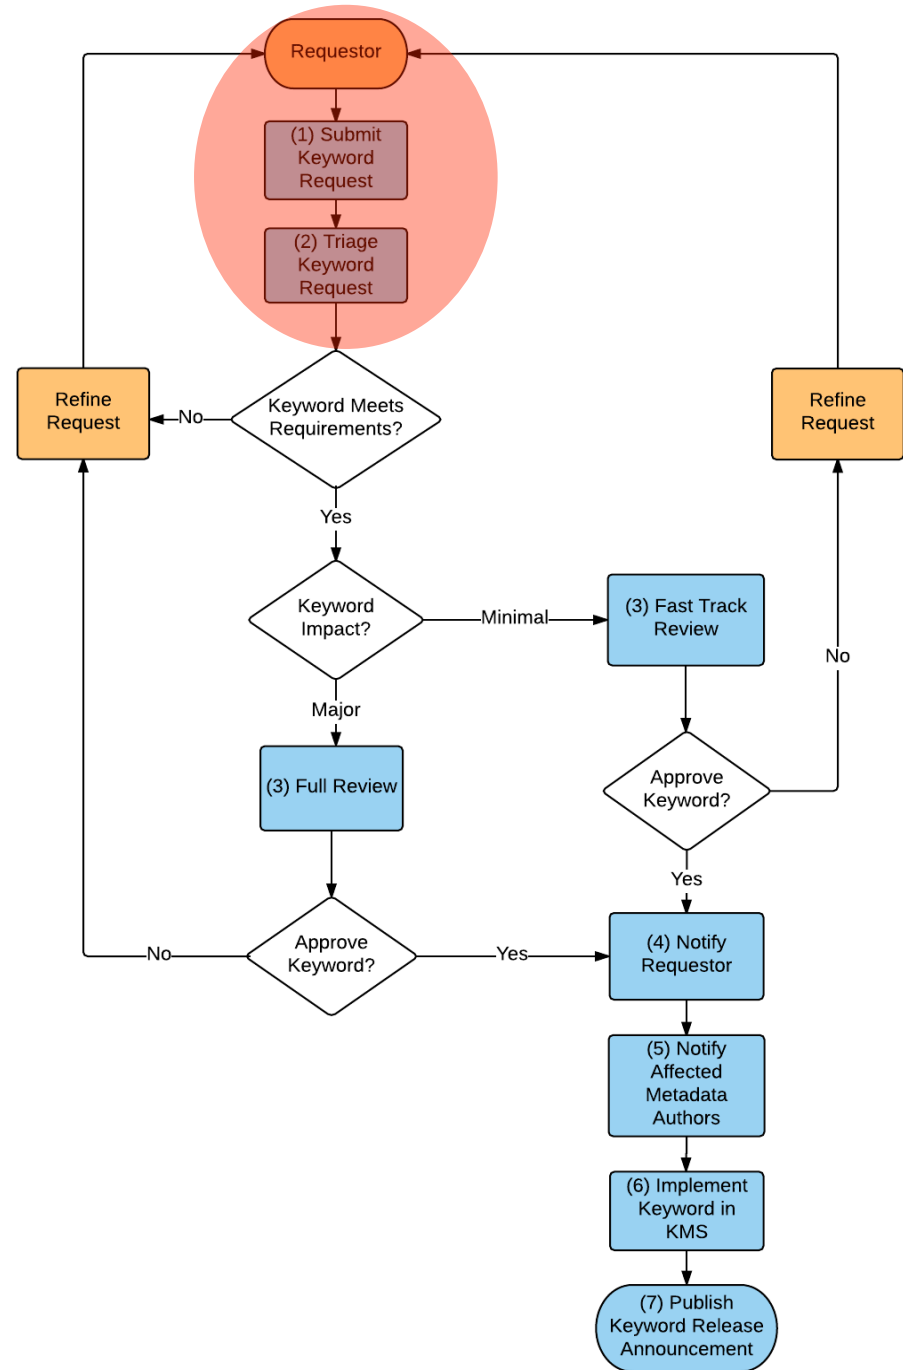 Requestor
(1) Submit
Keyword
Request
(2) Triage
Keyword
Request
Refine
Request
No
Keyword Meets
Requirements?
Refine
Request
Yes
Keyword
Impact?
Minimal
(3) Fast Track
Review
No
Major
(3) Full Review
Approve
Keyword?
Yes
No
Approve
Keyword?
Yes
(4) Notify
Requestor
(5) Notify
Affected
Metadata
Authors
(6) Implement
Keyword in
KMS
(7) Publish
Keyword Release
Announcement